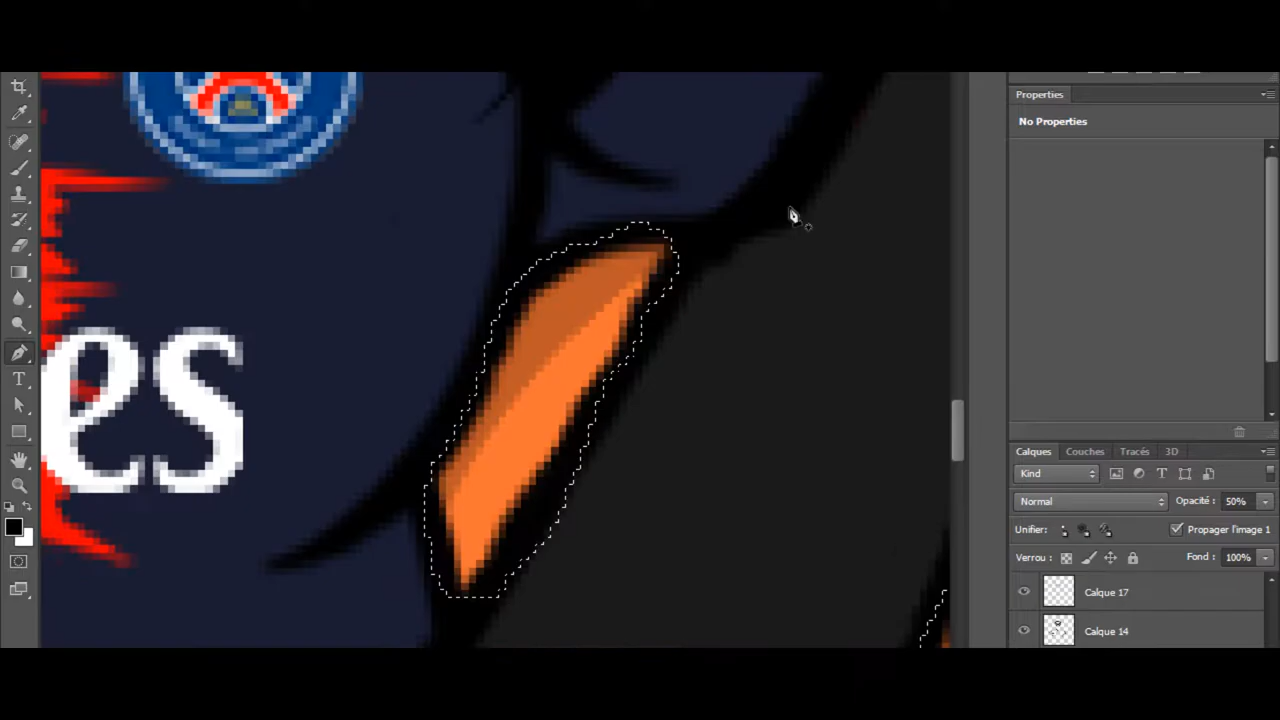 Properties
No Properties
es
T
Calques
Couches
Tracés
3D
Kind
T
Normal
Opacité :
50%
Unifier:
Propager l'image 1
Verrou :
Fond :
100%
Calque 17
Calque 14